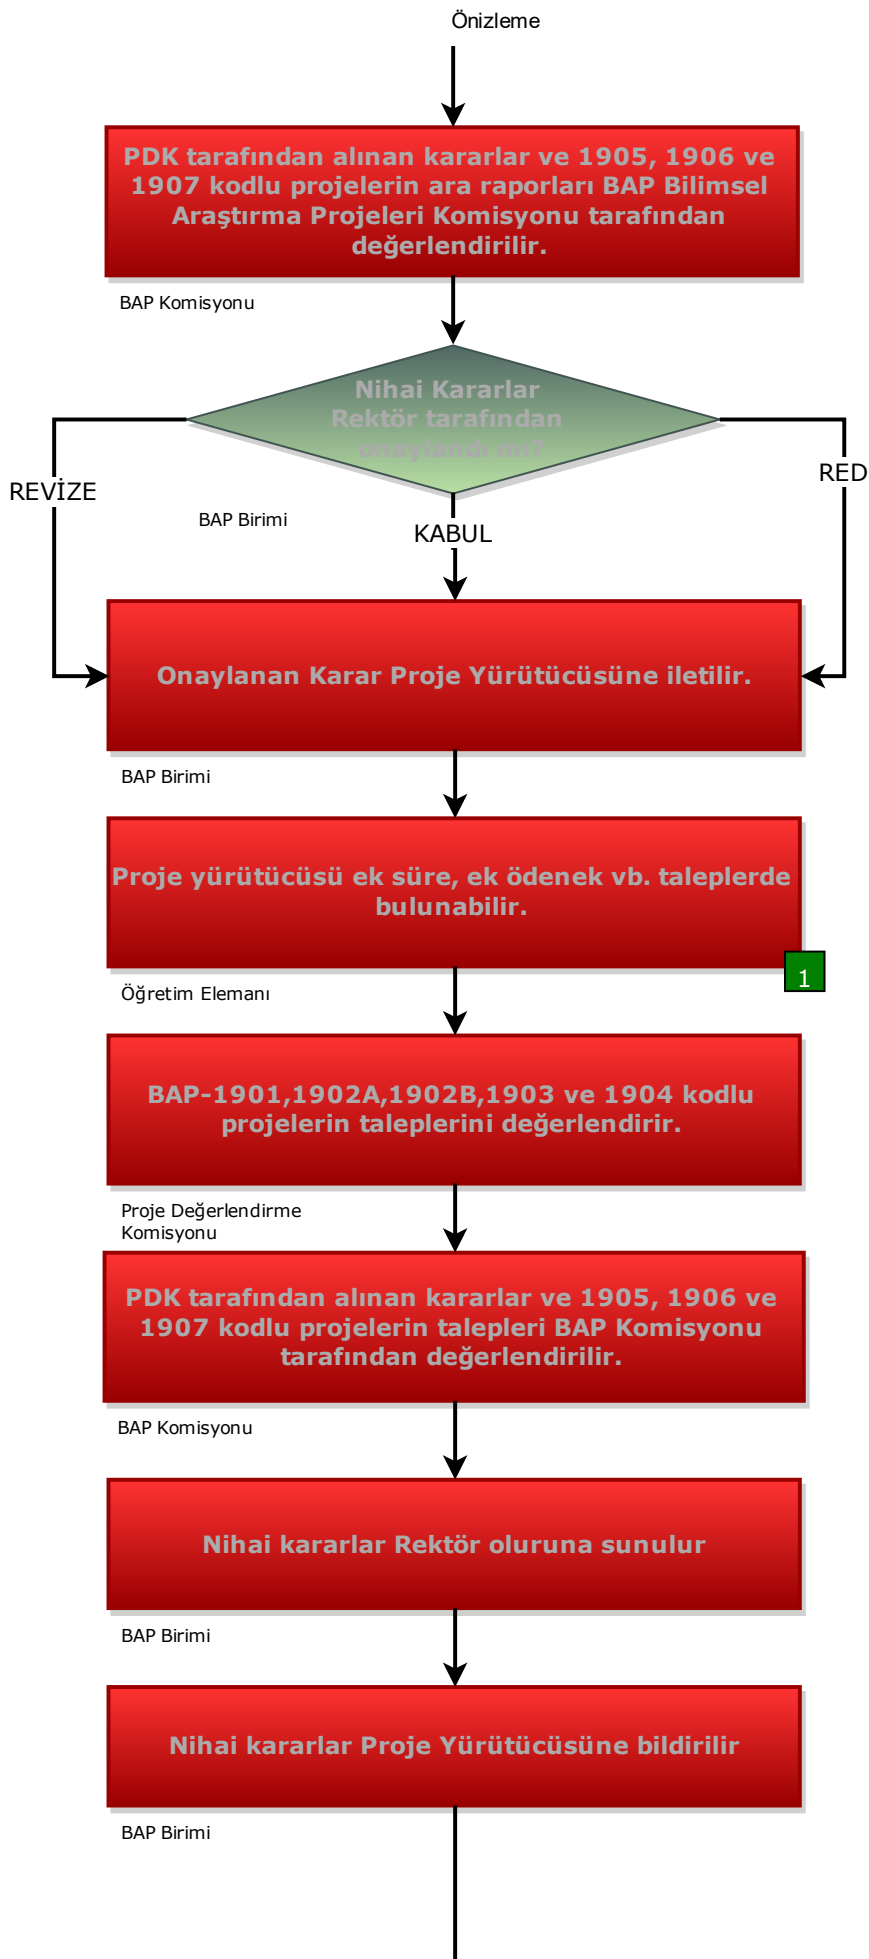 Önizleme
PDK tarafından alınan kararlar ve 1905, 1906 ve
1907 kodlu projelerin ara raporları BAP Bilimsel
Araştırma Projeleri Komisyonu tarafından
değerlendirilir.
BAP Komisyonu
Nihai Kararlar
Rektör tarafından
onaylandı mı?
REVİZE
RED
BAP Birimi
KABUL
Onaylanan Karar Proje Yürütücüsüne iletilir.
BAP Birimi
Proje yürütücüsü ek süre, ek ödenek vb. taleplerde
bulunabilir.
1
Öğretim Elemanı
BAP-1901,1902A,1902B,1903 ve 1904 kodlu
projelerin taleplerini değerlendirir.
Proje Değerlendirme
Komisyonu
PDK tarafından alınan kararlar ve 1905, 1906 ve
1907 kodlu projelerin talepleri BAP Komisyonu
tarafından değerlendirilir.
BAP Komisyonu
Nihai kararlar Rektör oluruna sunulur
BAP Birimi
Nihai kararlar Proje Yürütücüsüne bildirilir
BAP Birimi